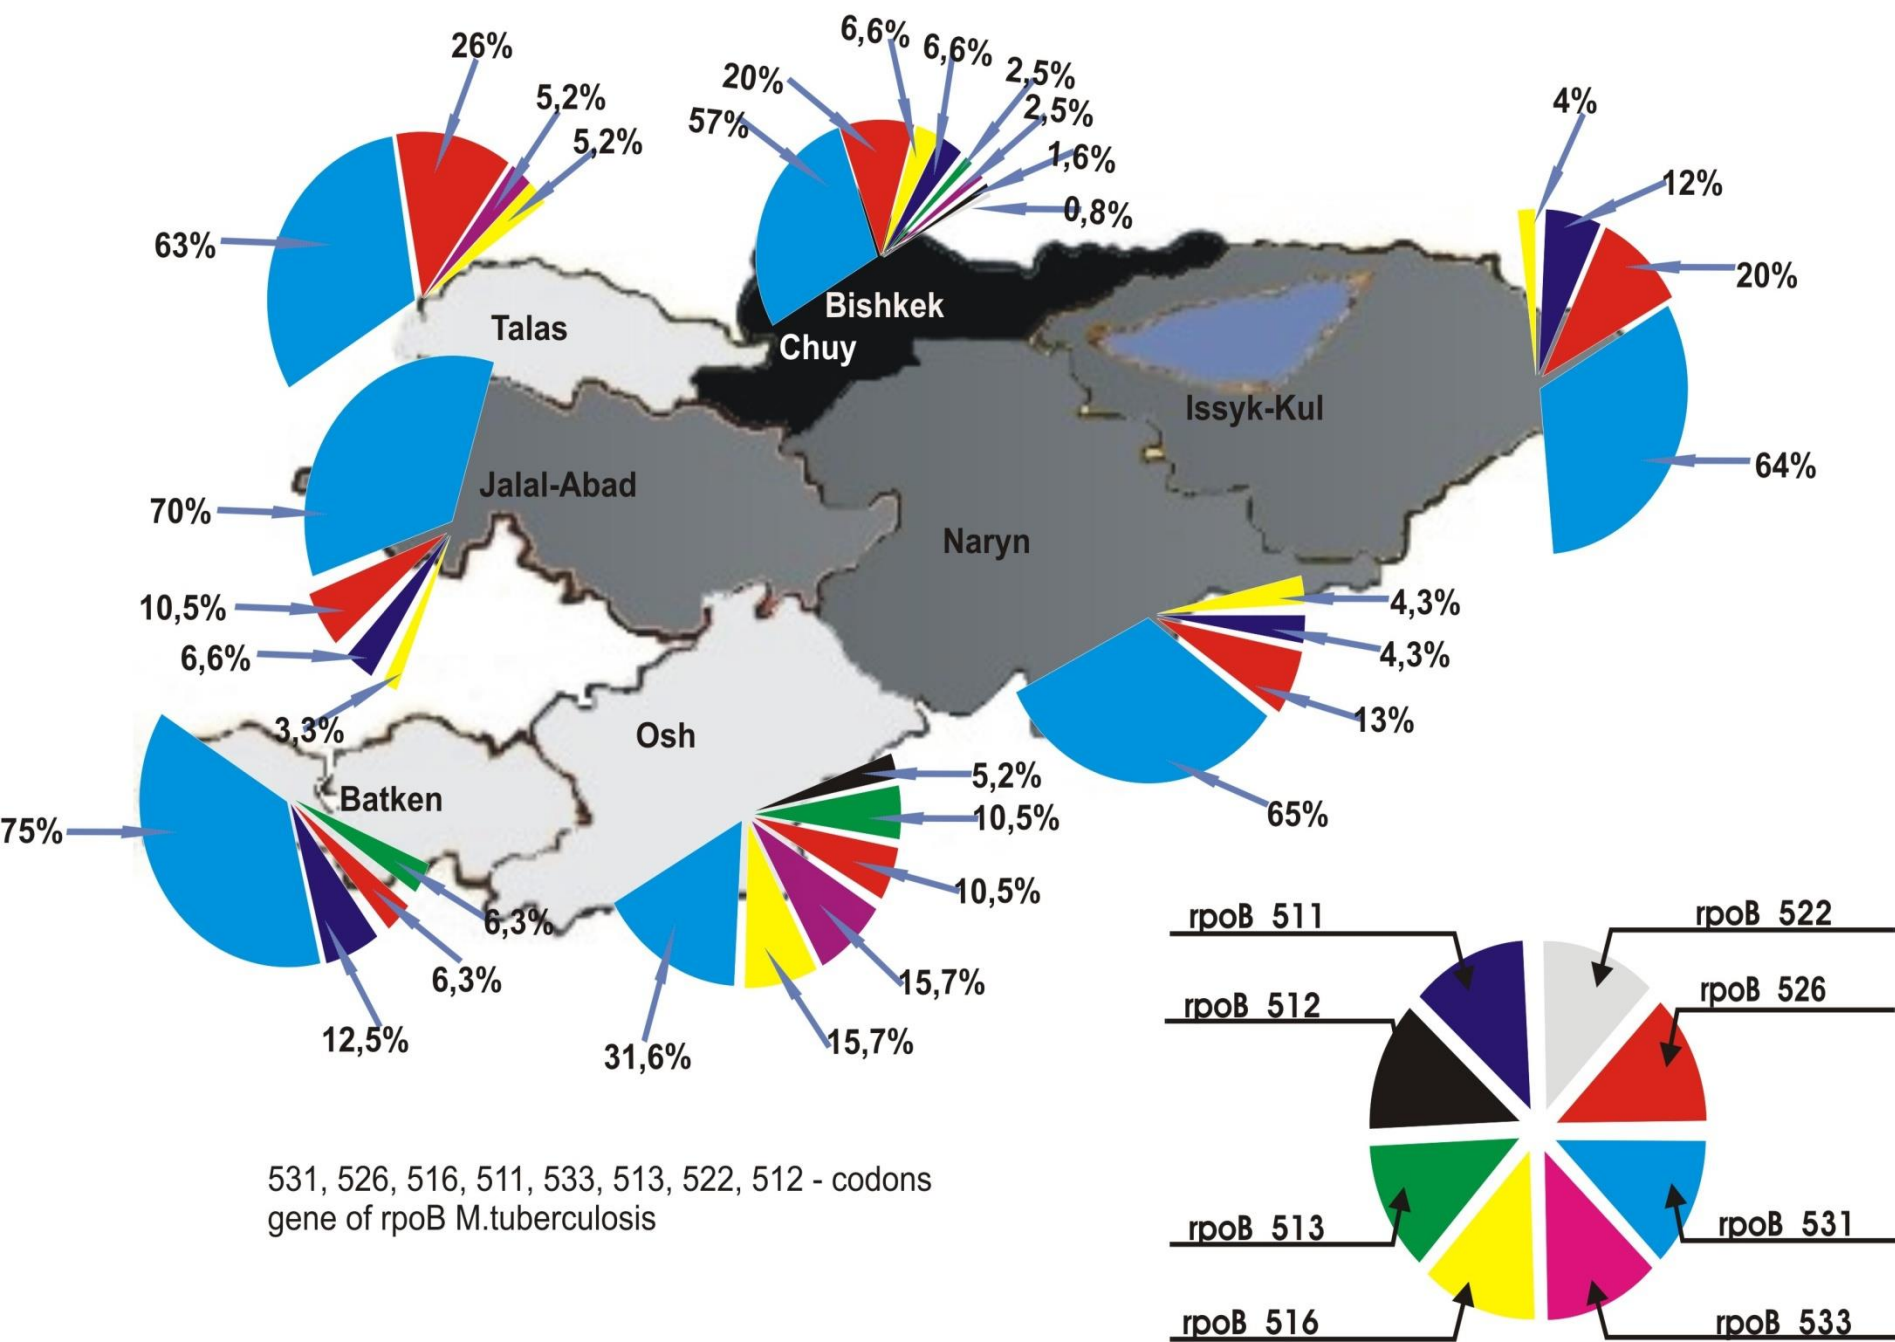 26%
5,2%
5,2%
63%
6,6%
6,6%
20%
2,5%
57%
2,5%
1,6%
0,8%
4%
12%
20%
64%
Talas
Bishkek
Chuy
Issyk-Kul
Jalal-Abad
Naryn
70%
10,5%
6,6%
3,3%
4,3%
4,3%
13%
65%
Osh
Batken
75%
6,3%
6,3%
12,5%
5,2%
10,5%
10,5%
15,7%
15,7%
31,6%
rpoB 511
rpoB 522
rpoB 512
rpoB 526
rpoB 513
rpoB 531
rpoB 516
rpoB 533
531, 526, 516, 511, 533, 513, 522, 512 - codons
gene of rpoB M.tuberculosis